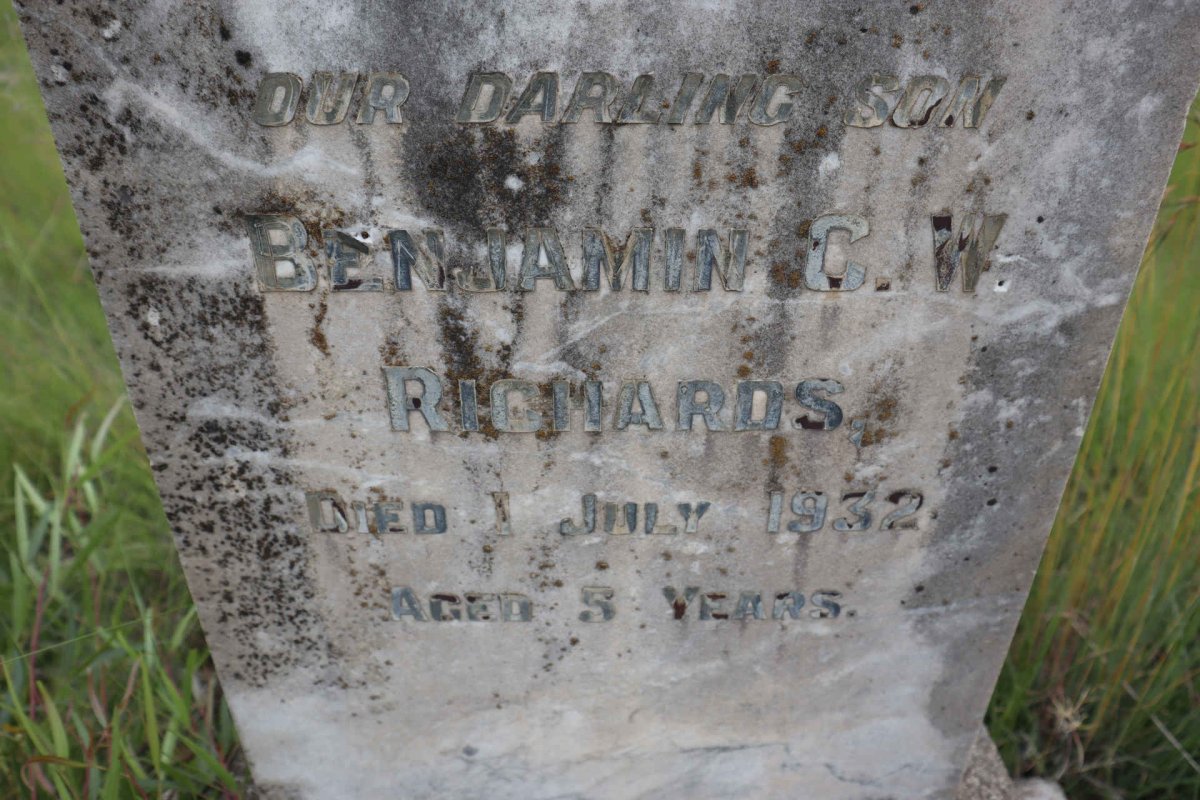 OUR DARLING SON
BENJAMIN C. W.
RICHARDS,
DIED 1 JULY 1932
AGED 5 YEARS.